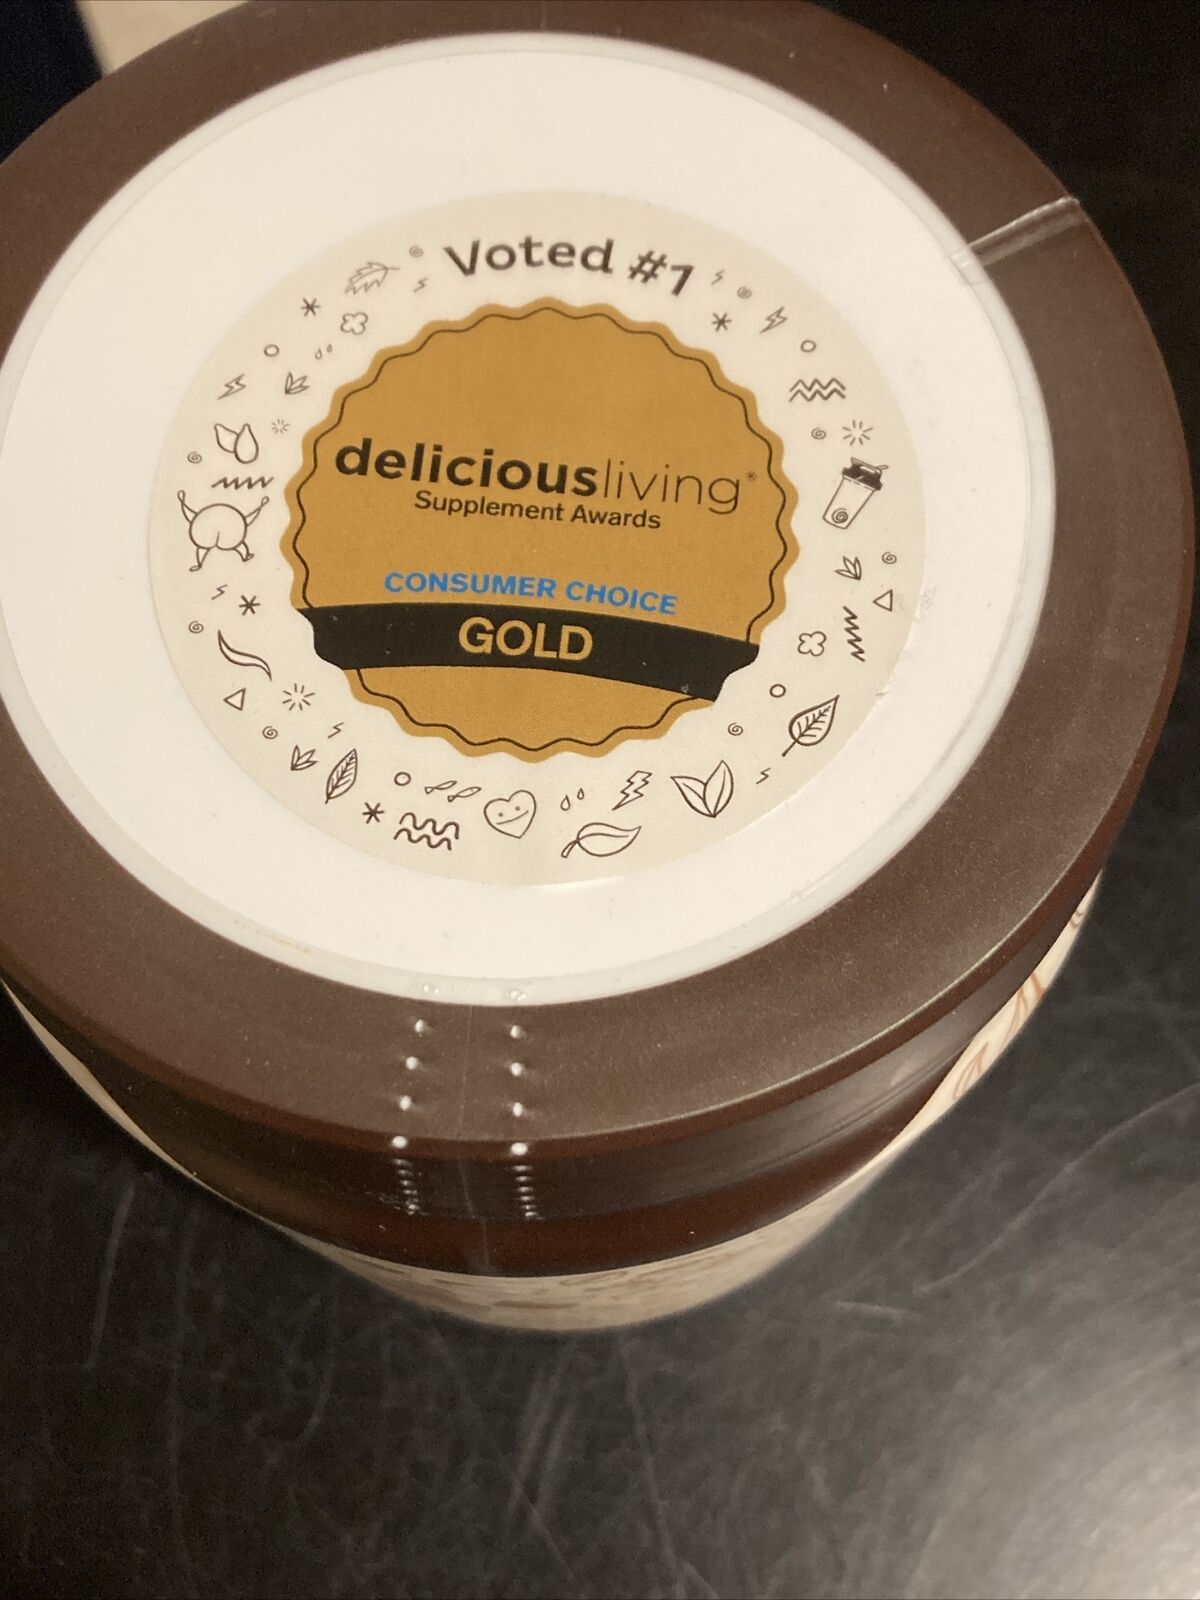 Voted #1
deliciousliving®
Supplement Awards
CONSUMER CHOICE
GOLD